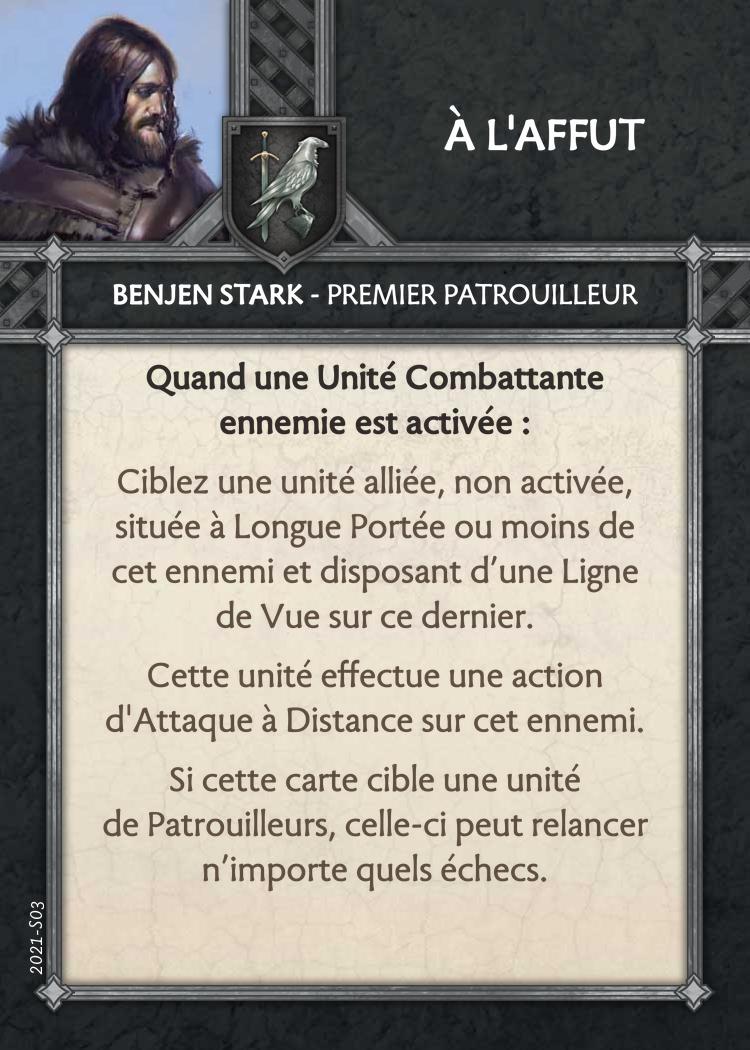 À L'AFFUT
BENJEN STARK - PREMIER PATROUILLEUR
Quand une Unité Combattante
ennemie est activée :
Ciblez une unité alliée, non activée,
située à Longue Portée ou moins de
cet ennemi et disposant d’une Ligne
de Vue sur ce dernier.
Cette unité effectue une action
d'Attaque à Distance sur cet ennemi.
Si cette carte cible une unité
de Patrouilleurs, celle-ci peut relancer
n’importe quels échecs.
2021-S03